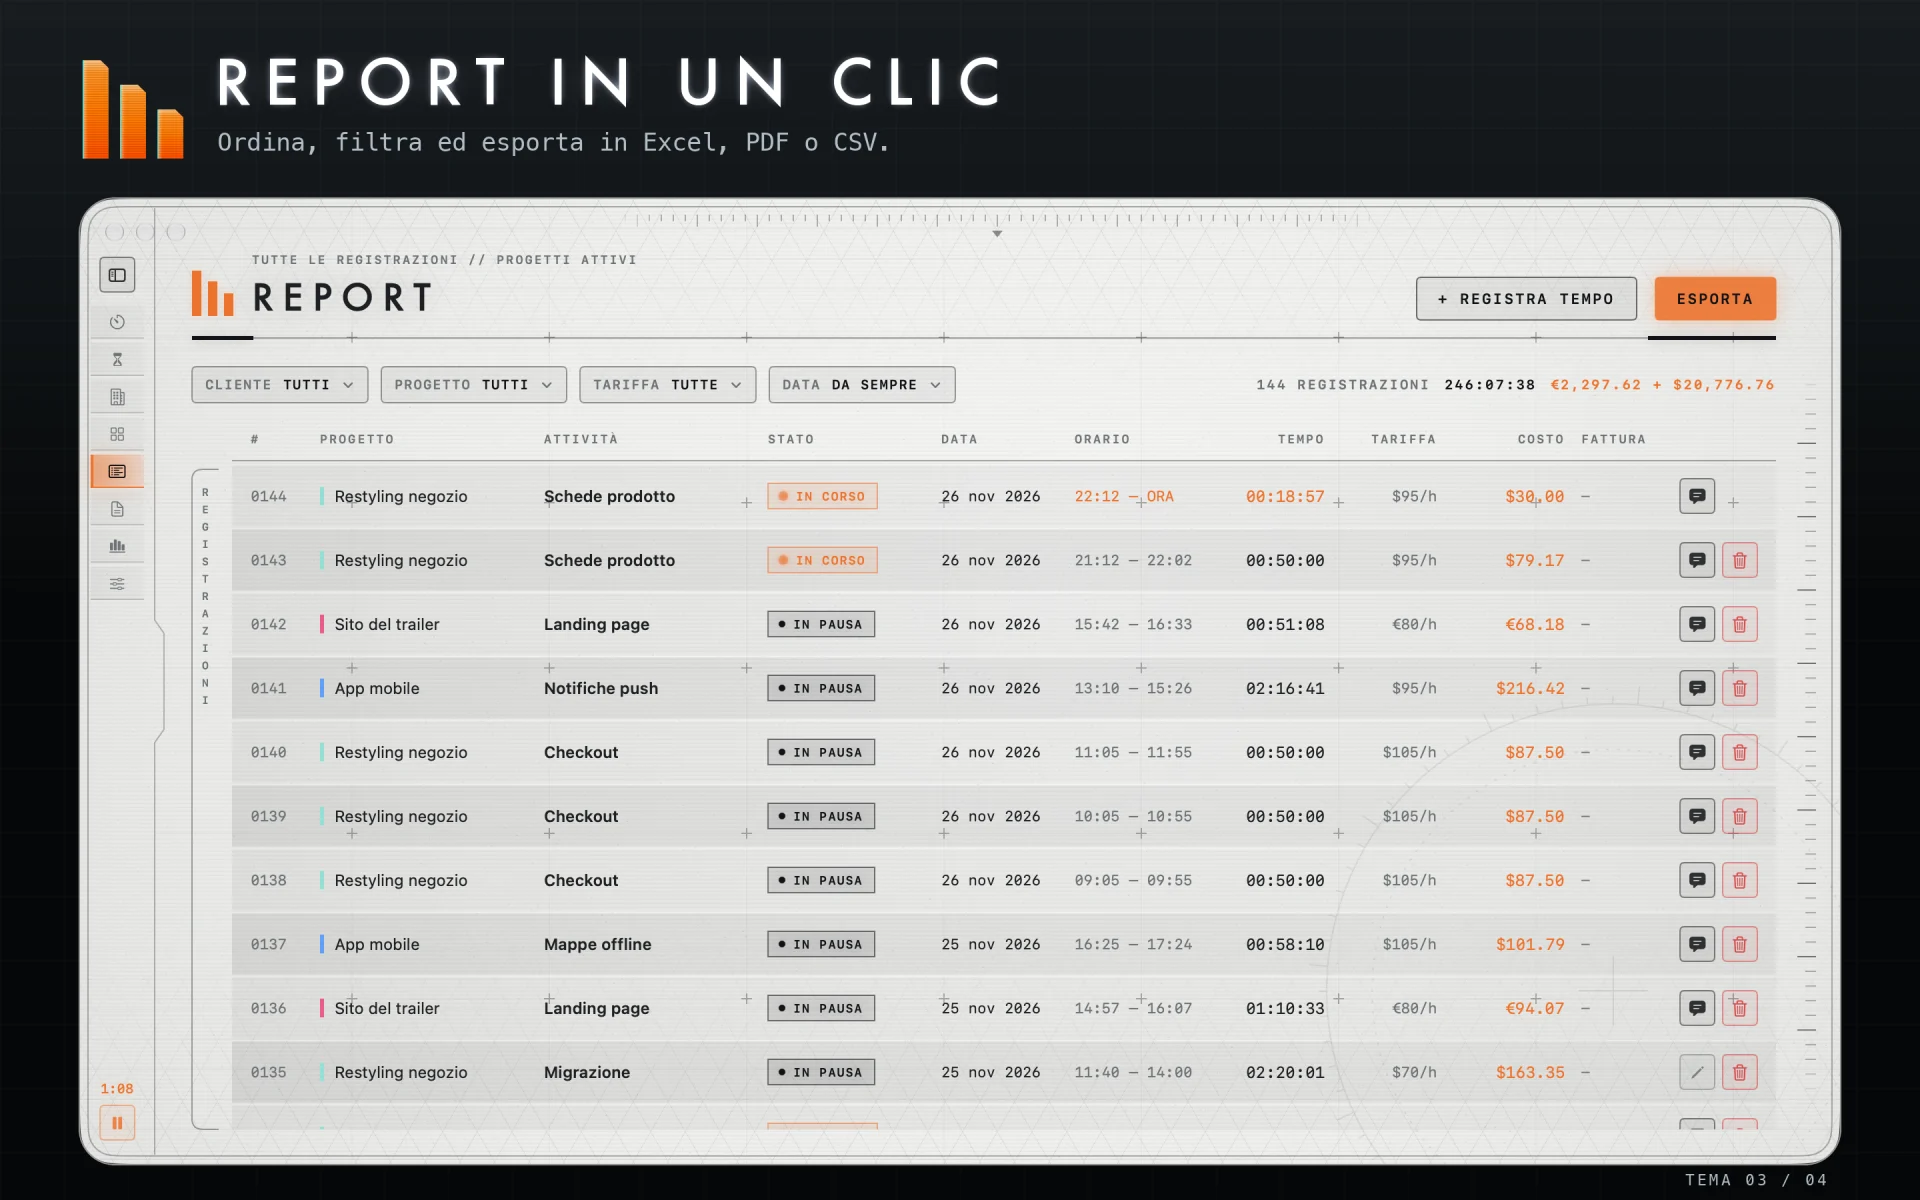 REPORT IN UN CLIC
Ordina, filtra ed esporta in Excel, PDF o CSV.
TUTTE LE REGISTRAZIONI // PROGETTI ATTIVI
REPORT
+ REGISTRA TEMPO ESPORTA
CLIENTE TUTTI PROGETTO TUTTI TARIFFA TUTTE DATA DA SEMPRE 144 REGISTRAZIONI 246:07:38 €2,297.62 + $20,776.76
# PROGETTO ATTIVITÀ STATO DATA ORARIO TEMPO TARIFFA COSTO FATTURA
REGISTRAZIONI
0144 Restyling negozio Schede prodotto IN CORSO 26 nov 2026 22:12 — ORA 00:18:57 $95/h $30.00 —
0143 Restyling negozio Schede prodotto IN CORSO 26 nov 2026 21:12 — 22:02 00:50:00 $95/h $79.17 —
0142 Sito del trailer Landing page IN PAUSA 26 nov 2026 15:42 — 16:33 00:51:08 €80/h €68.18 —
0141 App mobile Notifiche push IN PAUSA 26 nov 2026 13:10 — 15:26 02:16:41 $95/h $216.42 —
0140 Restyling negozio Checkout IN PAUSA 26 nov 2026 11:05 — 11:55 00:50:00 $105/h $87.50 —
0139 Restyling negozio Checkout IN PAUSA 26 nov 2026 10:05 — 10:55 00:50:00 $105/h $87.50 —
0138 Restyling negozio Checkout IN PAUSA 26 nov 2026 09:05 — 09:55 00:50:00 $105/h $87.50 —
0137 App mobile Mappe offline IN PAUSA 25 nov 2026 16:25 — 17:24 00:58:10 $105/h $101.79 —
0136 Sito del trailer Landing page IN PAUSA 25 nov 2026 14:57 — 16:07 01:10:33 €80/h €94.07 —
0135 Restyling negozio Migrazione IN PAUSA 25 nov 2026 11:40 — 14:00 02:20:01 $70/h $163.35 —
1:08
TEMA 03 / 04